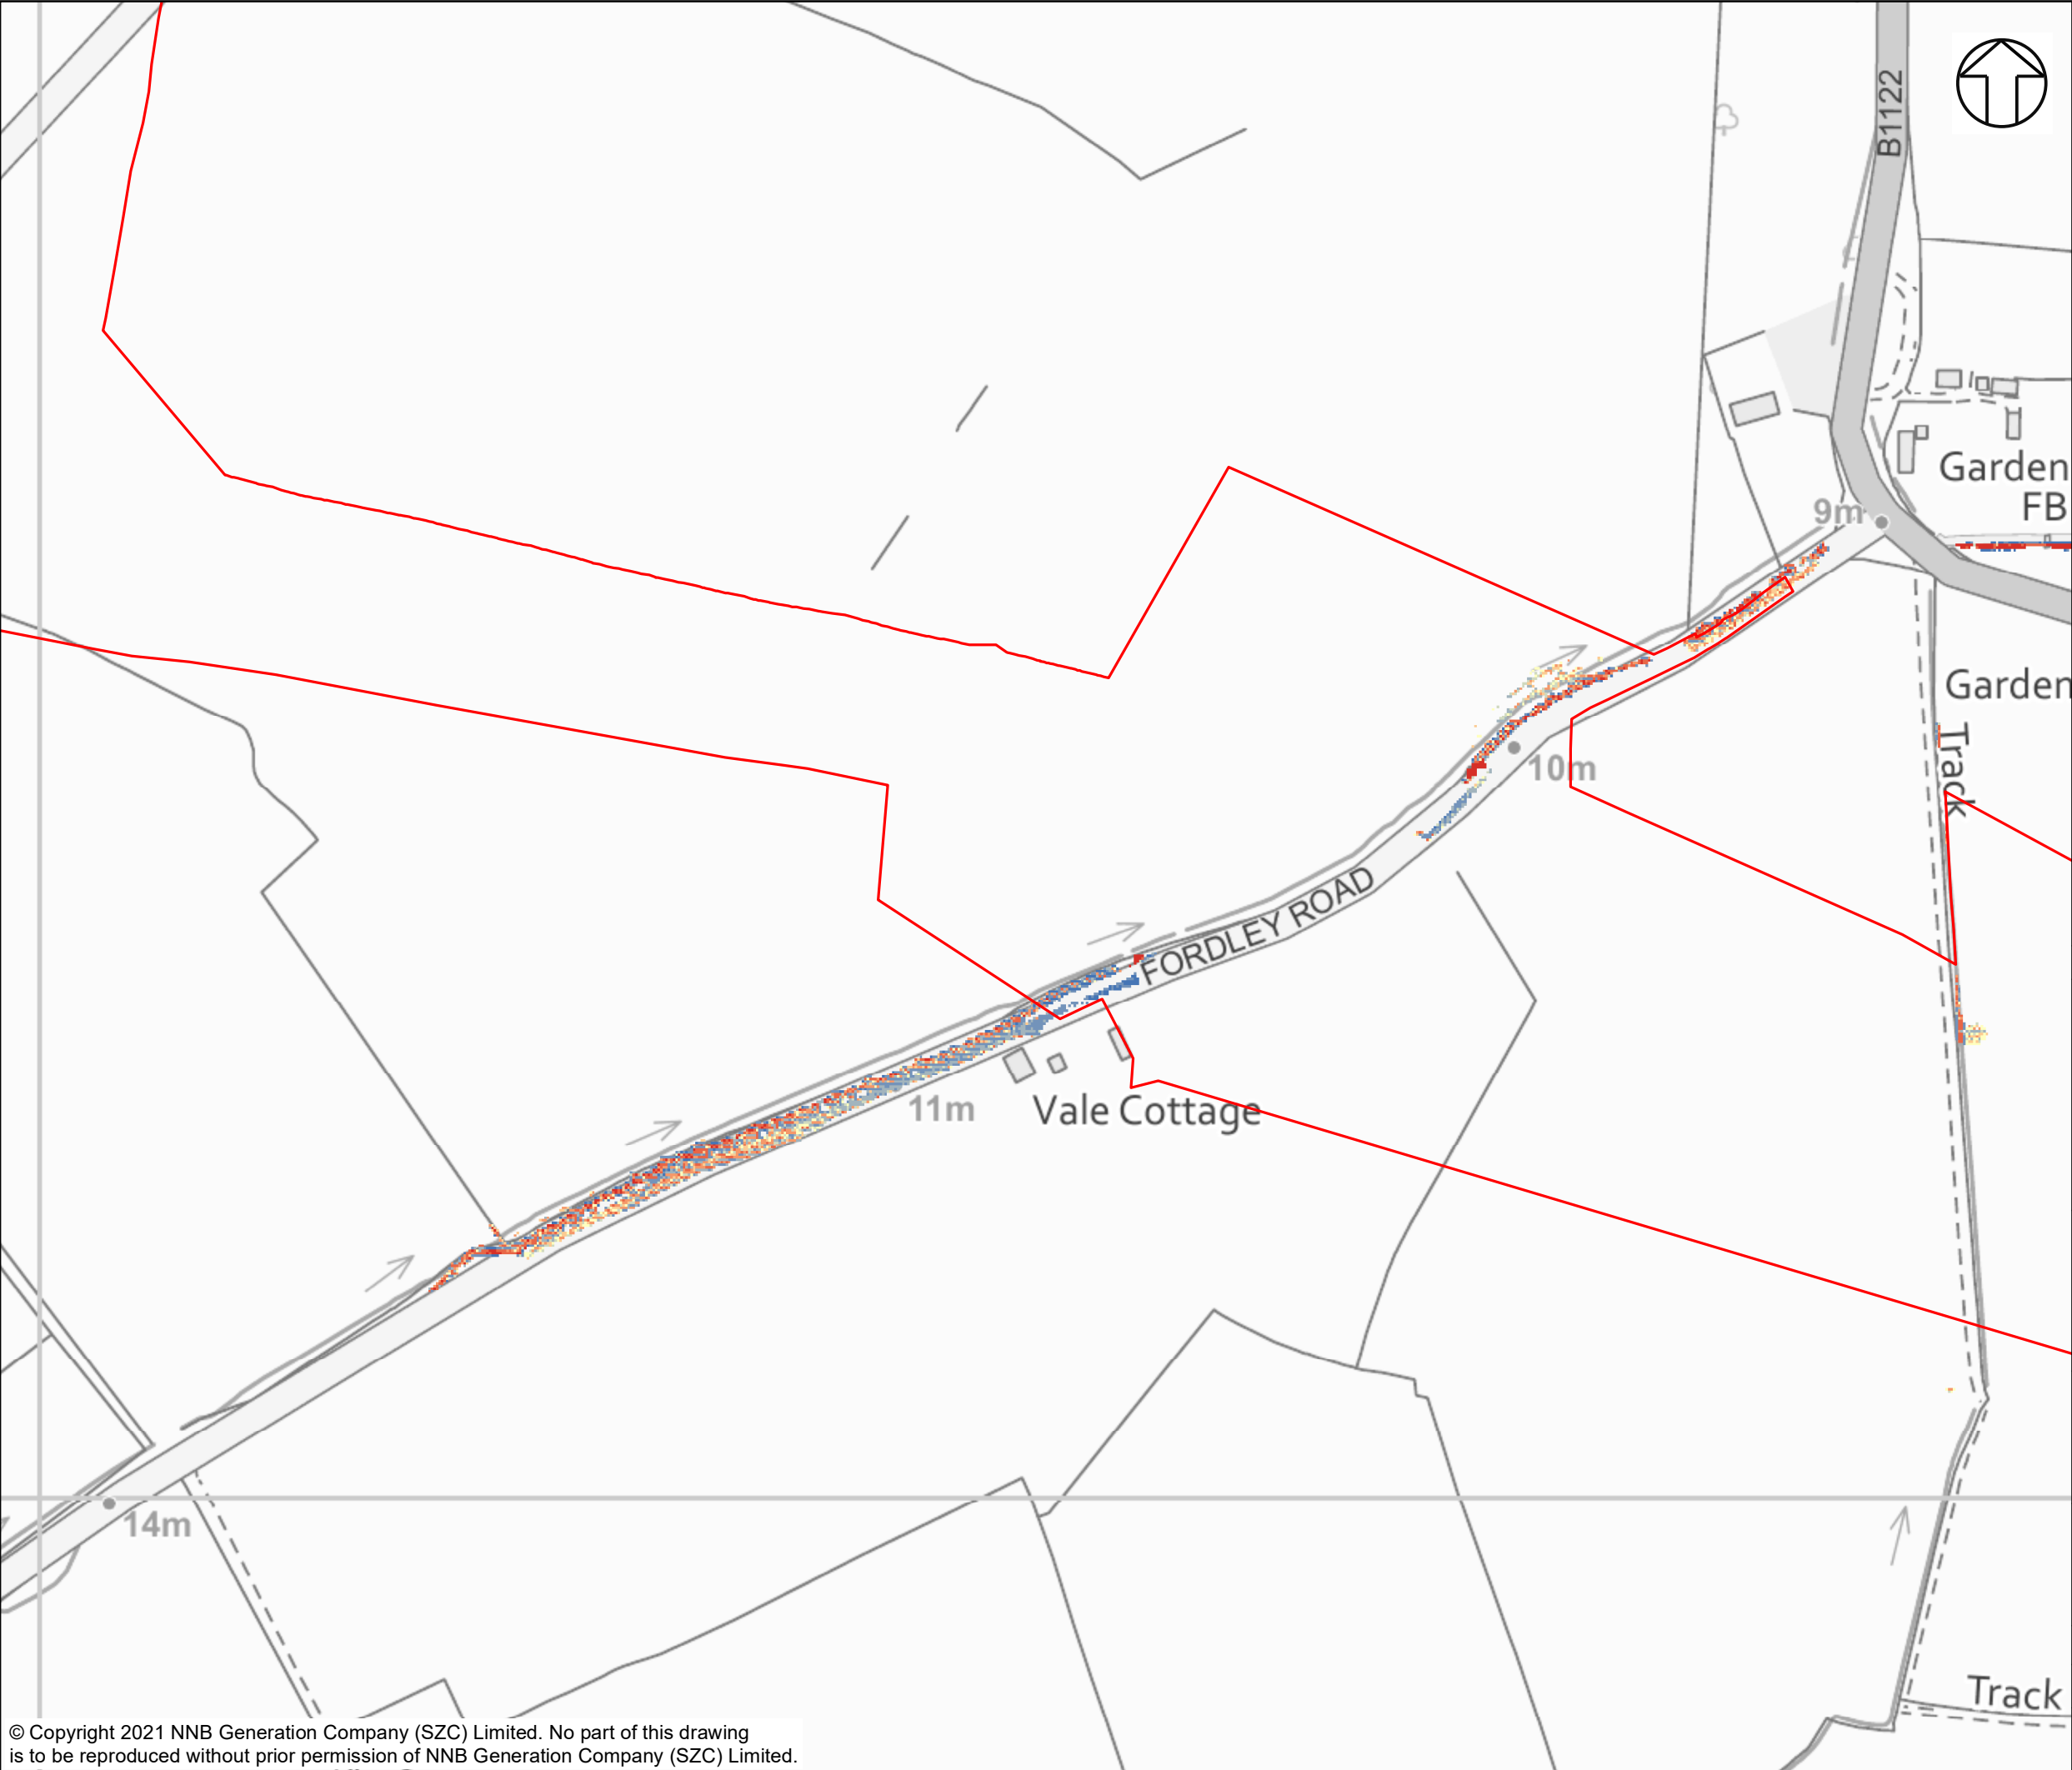 B1122
Garden
FB
9m
Garden
Track
10m
FORDLEY ROAD
11m
Vale Cottage
14m
Track
© Copyright 2021 NNB Generation Company (SZC) Limited. No part of this drawing
is to be reproduced without prior permission of NNB Generation Company (SZC) Limited.